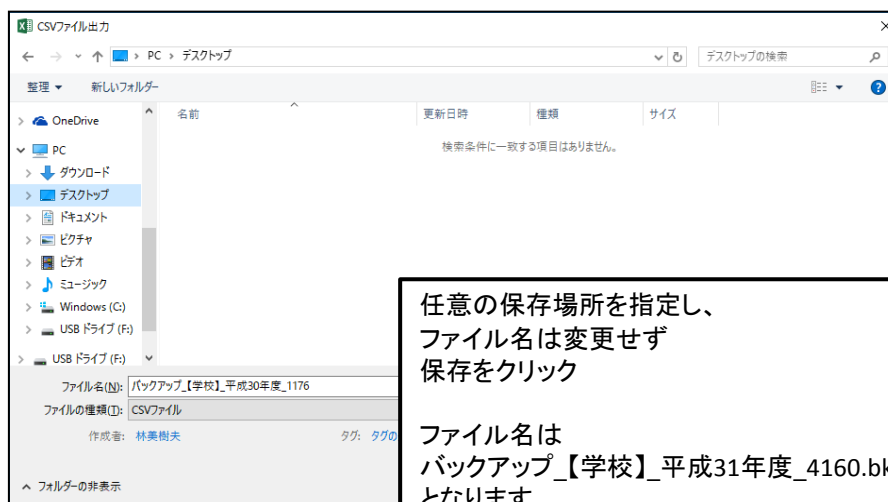 CSVファイル出力
PC › デスクトップ
デスクトップの検索
整理 新しいフォルダー
名前 更新日時 種類 サイズ
検索条件に一致する項目はありません。
OneDrive
PC
ダウンロード
デスクトップ
ドキュメント
ピクチャ
ビデオ
ミュージック
Windows (C:)
USB ドライブ (F:)
USB ドライブ (F:)
ファイル名(N): バックアップ_【学校】_平成30年度_1176
ファイルの種類(T): CSVファイル
作成者: 林美樹夫 タグ: タグの
フォルダーの非表示
任意の保存場所を指定し、
ファイル名は変更せず
保存をクリック
ファイル名は
バックアップ_【学校】_平成31年度_4160.bk
となります